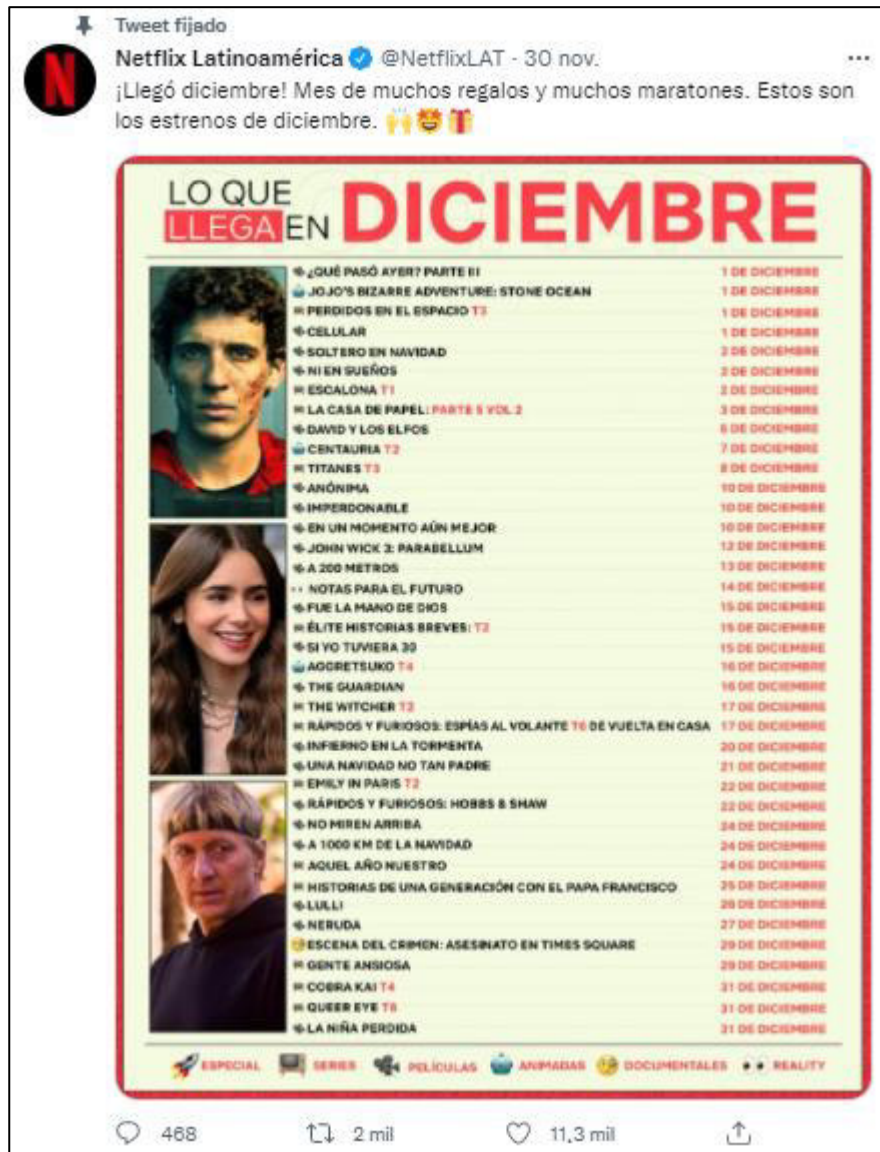 Tweet fijado
Netflix Latinoamérica @NetflixLAT · 30 nov.
¡Llegó diciembre! Mes de muchos regalos y muchos maratones. Estos son
los estrenos de diciembre.
LO QUE
LLEGA EN DICIEMBRE
¿QUÉ PASÓ AYER? PARTE III 1 DE DICIEMBRE
JOJO'S BIZARRE ADVENTURE: STONE OCEAN 1 DE DICIEMBRE
PERDIDOS EN EL ESPACIO T3 1 DE DICIEMBRE
CELULAR 1 DE DICIEMBRE
SOLTERO EN NAVIDAD 2 DE DICIEMBRE
NI EN SUEÑOS 2 DE DICIEMBRE
ESCALONA T1 2 DE DICIEMBRE
LA CASA DE PAPEL: PARTE 5 VOL 2 3 DE DICIEMBRE
DAVID Y LOS ELFOS 6 DE DICIEMBRE
CENTAURIA T2 7 DE DICIEMBRE
TITANES T3 8 DE DICIEMBRE
ANÓNIMA 10 DE DICIEMBRE
IMPERDONABLE 10 DE DICIEMBRE
EN UN MOMENTO AÚN MEJOR 10 DE DICIEMBRE
JOHN WICK 3: PARABELLUM 12 DE DICIEMBRE
A 200 METROS 13 DE DICIEMBRE
NOTAS PARA EL FUTURO 14 DE DICIEMBRE
FUE LA MANO DE DIOS 15 DE DICIEMBRE
ÉLITE HISTORIAS BREVES: 15 DE DICIEMBRE
SI YO TUVIERA 30 15 DE DICIEMBRE
AGGRETSUKO T4 16 DE DICIEMBRE
THE GUARDIAN 16 DE DICIEMBRE
THE WITCHER T2 17 DE DICIEMBRE
RÁPIDOS Y FURIOSOS: ESPÍAS AL VOLANTE T6 DE VUELTA EN CASA 17 DE DICIEMBRE
INFIERNO EN LA TORMENTA 20 DE DICIEMBRE
UNA NAVIDAD NO TAN PADRE 21 DE DICIEMBRE
EMILY IN PARIS T2 22 DE DICIEMBRE
RÁPIDOS Y FURIOSOS: HOBBS & SHAW 22 DE DICIEMBRE
NO MIREN ARRIBA 24 DE DICIEMBRE
A 1000 KM DE LA NAVIDAD 24 DE DICIEMBRE
AQUEL AÑO NUESTRO 24 DE DICIEMBRE
HISTORIAS DE UNA GENERACIÓN CON EL PAPA FRANCISCO 25 DE DICIEMBRE
LULLI 26 DE DICIEMBRE
NERUDA 27 DE DICIEMBRE
ESCENA DEL CRIMEN: ASESINATO EN TIMES SQUARE 29 DE DICIEMBRE
GENTE ANSIOSA 29 DE DICIEMBRE
COBRA KAI T4 31 DE DICIEMBRE
QUEER EYE T6 31 DE DICIEMBRE
LA NIÑA PERDIDA 31 DE DICIEMBRE
ESPECIAL SERIES PELÍCULAS ANIMADAS DOCUMENTALES REALITY
468 2 mil 11,3 mil